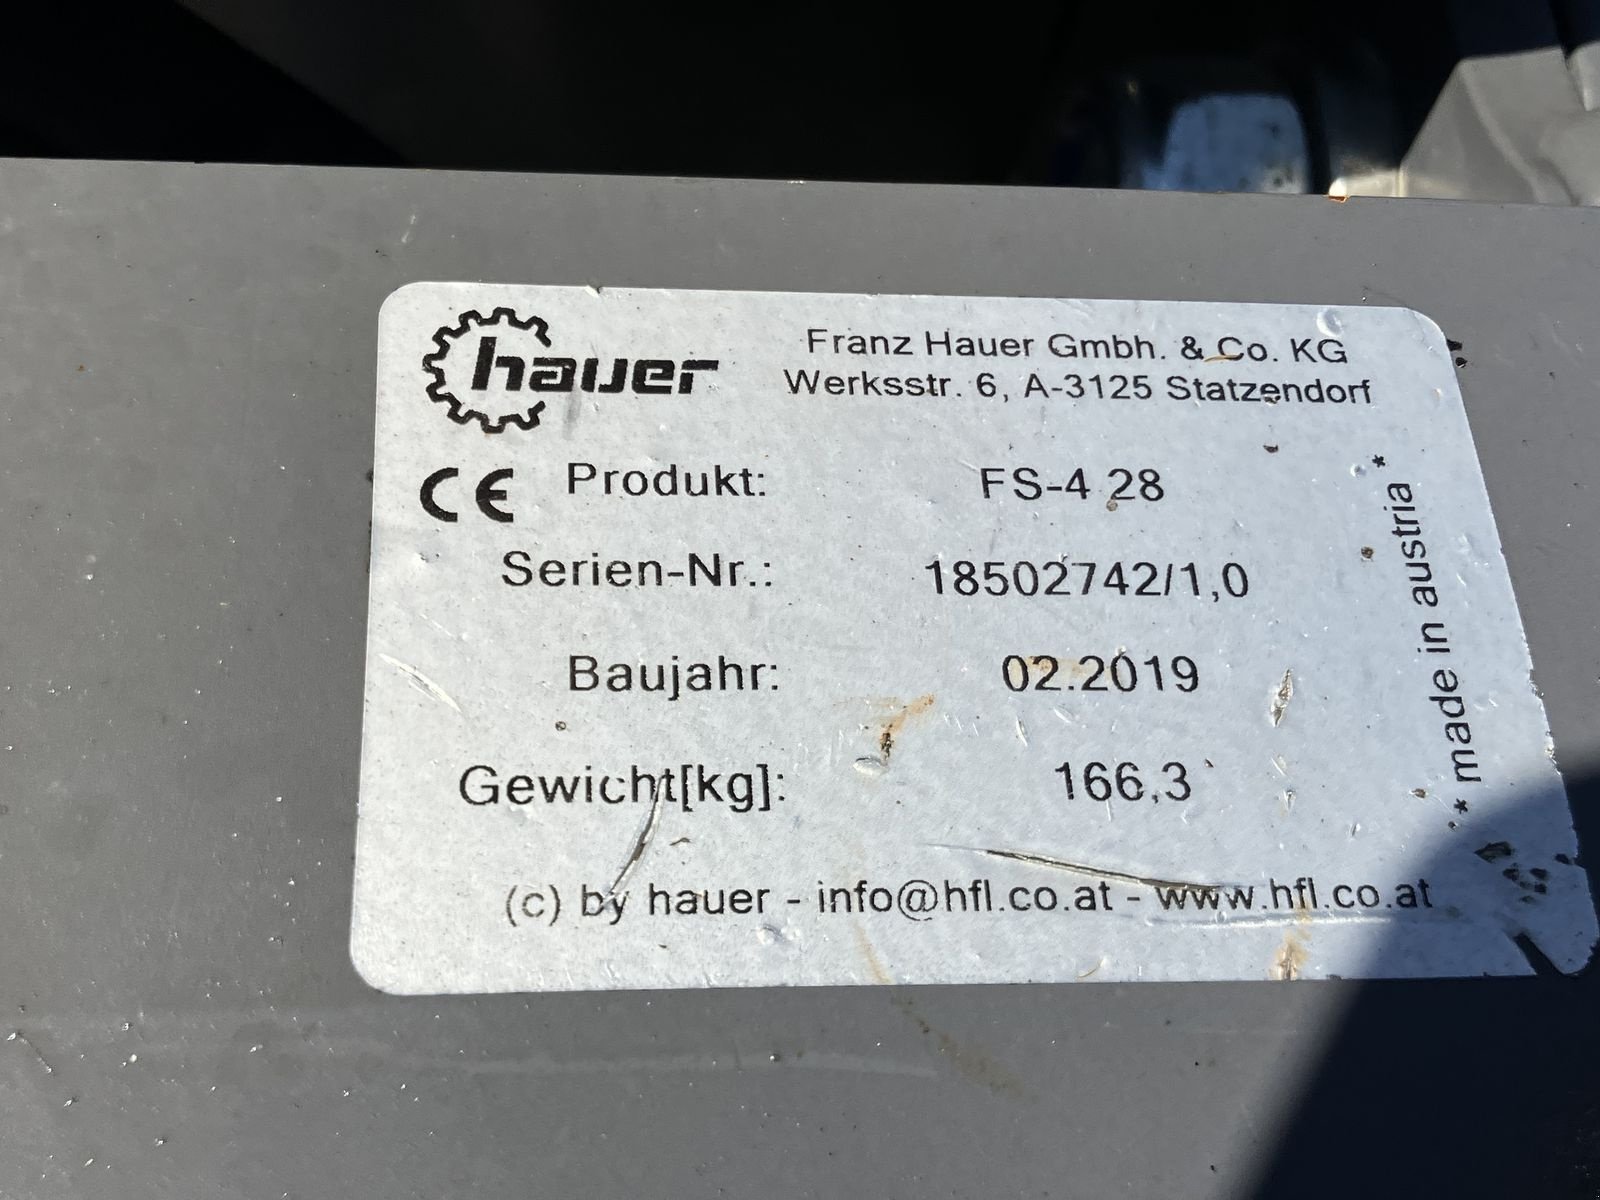 hauer
Franz Hauer Gmbh. & Co. KG
Werksstr. 6, A-3125 Statzendorf
CE Produkt: FS-4 28
Serien-Nr.: 18502742/1,0
Baujahr: 02.2019
Gewicht[kg]: 166,3
(c) by hauer - info@hfl.co.at - www.hfl.co.at
* made in austria *